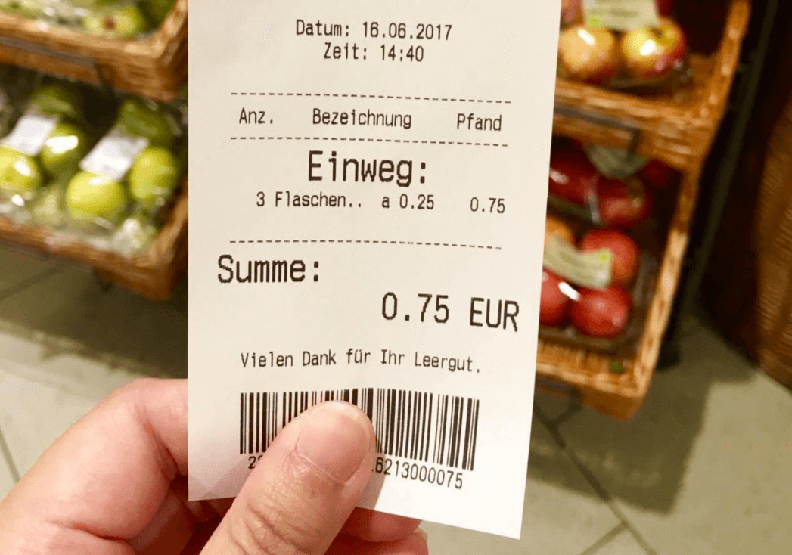 Datum: 16.06.2017
Zeit: 14:40
Anz. Bezeichnung Pfand
Einweg:
3 Flaschen.. a 0.25 0.75
Summe:
0.75 EUR
Vielen Dank für Ihr Leergut.
6213000075